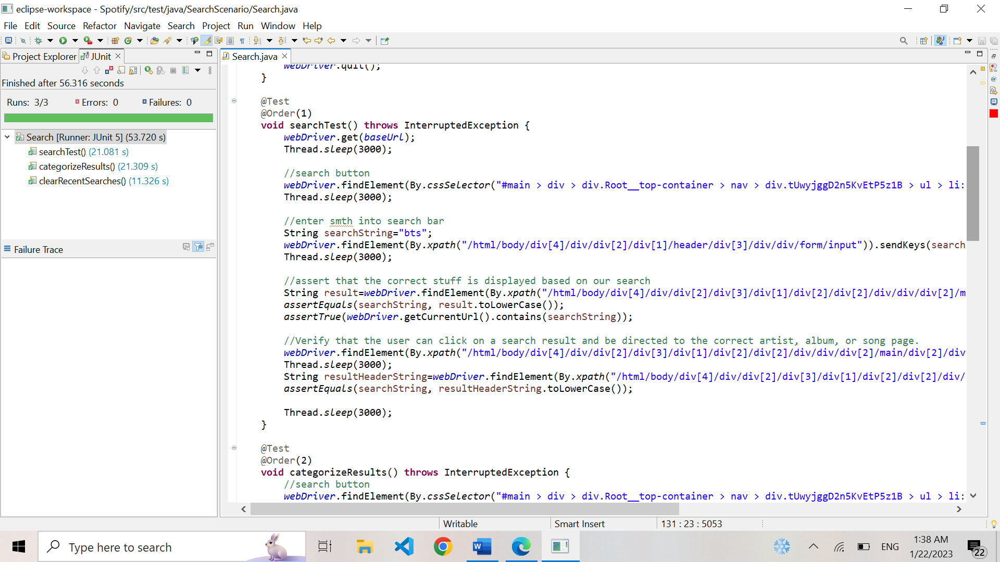 eclipse-workspace - Spotify/src/test/java/SearchScenario/Search.java
File Edit Source Refactor Navigate Search Project Run Window Help
Project Explorer JUnit
Finished after 56.316 seconds
Runs: 3/3 Errors: 0 Failures: 0
Search [Runner: JUnit 5] (53.720 s)
searchTest() (21.081 s)
categorizeResults() (21.309 s)
clearRecentSearches() (11.326 s)
Failure Trace
Search.java
webDriver.quit();
}
@Test
@Order(1)
void searchTest() throws InterruptedException {
webDriver.get(baseUrl);
Thread.sleep(3000);
//search button
webDriver.findElement(By.cssSelector("#main > div > div.Root__top-container > nav > div.tUwyjggD2n5KvEtP5z1B > ul > li:
Thread.sleep(3000);
//enter smth into search bar
String searchString="bts";
webDriver.findElement(By.xpath("/html/body/div[4]/div/div[2]/div[1]/header/div[3]/div/div/form/input")).sendKeys(search
Thread.sleep(3000);
//assert that the correct stuff is displayed based on our search
String result=webDriver.findElement(By.xpath("/html/body/div[4]/div/div[2]/div[3]/div[1]/div[2]/div[2]/div/div/div[2]/m
assertEquals(searchString, result.toLowerCase());
assertTrue(webDriver.getCurrentUrl().contains(searchString));
//Verify that the user can click on a search result and be directed to the correct artist, album, or song page.
webDriver.findElement(By.xpath("/html/body/div[4]/div/div[2]/div[3]/div[1]/div[2]/div[2]/div/div/div[2]/main/div[2]/div
Thread.sleep(3000);
String resultHeaderString=webDriver.findElement(By.xpath("/html/body/div[4]/div/div[2]/div[3]/div[1]/div[2]/div[2]/div/
assertEquals(searchString, resultHeaderString.toLowerCase());
Thread.sleep(3000);
}
@Test
@Order(2)
void categorizeResults() throws InterruptedException {
//search button
webDriver.findElement(By.cssSelector("#main > div > div.Root__top-container > nav > div.tUwyjggD2n5KvEtP5z1B > ul > li:
Writable Smart Insert 131 : 23 : 5053
Type here to search
ENG
1:38 AM
1/22/2023
22